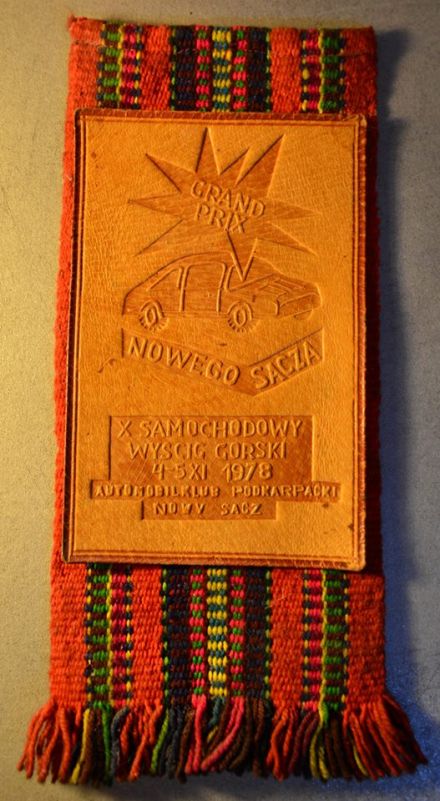 GRAND
PRIX
NOWEGO SĄCZA
X SAMOCHODOWY
WYŚCIG GÓRSKI
4-5 XI 1978
AUTOMOBILKLUB PODKARPACKI
NOWY SĄCZ